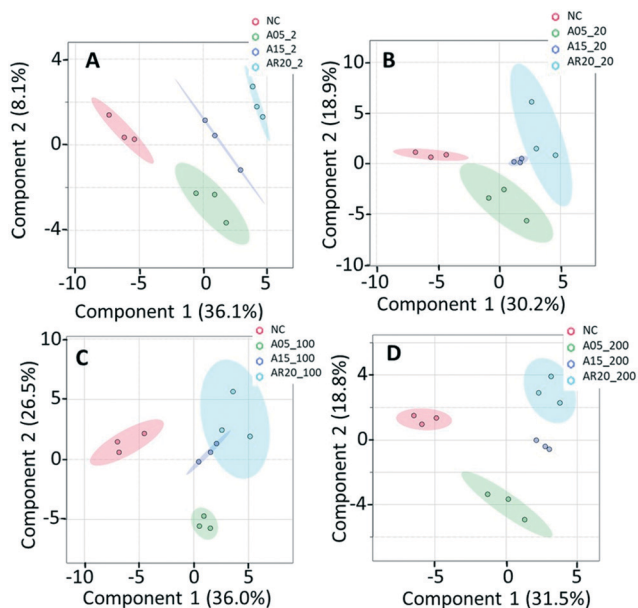 A
NC
A05_2
A15_2
AR20_2
Component 2 (8.1%)
4
0
-4
-10
-5
0
5
Component 1 (36.1%)
B
NC
A05_20
A15_20
AR20_20
Component 2 (18.9%)
10
5
0
-5
-10
-10
-5
0
5
Component 1 (30.2%)
C
NC
A05_100
A15_100
AR20_100
Component 2 (26.5%)
10
5
0
-5
-10
-5
0
5
Component 1 (36.0%)
D
NC
A05_200
A15_200
AR20_200
Component 2 (18.8%)
4
0
-4
-10
-5
0
5
Component 1 (31.5%)